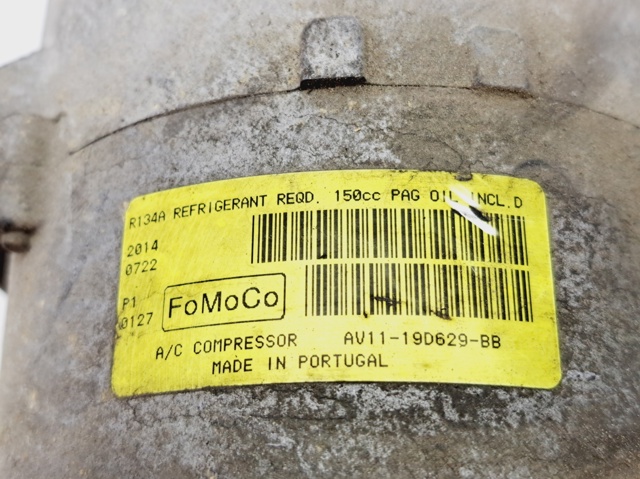 R134A REFRIGERANT REQD. 150cc PAG OIL INCL.D
2014
0722
P1
0127
FoMoCo
A/C COMPRESSOR AV11-19D629-BB
MADE IN PORTUGAL